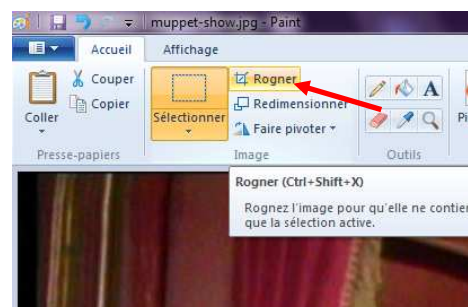 muppet-show.jpg - Paint
Accueil Affichage
Coller
Couper
Copier
Presse-papiers
Sélectionner
Rogner
Redimensionner
Faire pivoter
Image
A
Outils
Rogner (Ctrl+Shift+X)
Rognez l'image pour qu'elle ne contie
que la sélection active.